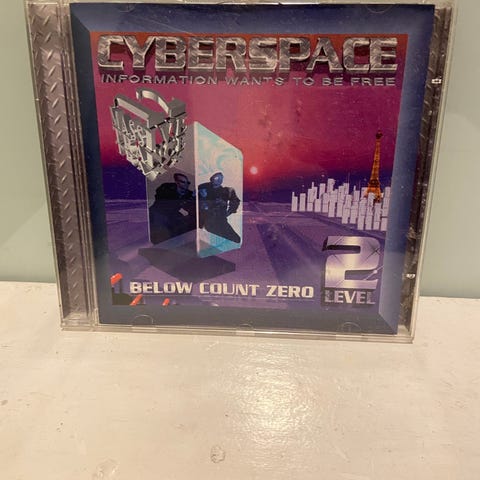 CYBERSPACE
INFORMATION WANTS TO BE FREE
BELOW COUNT ZERO
2
LEVEL